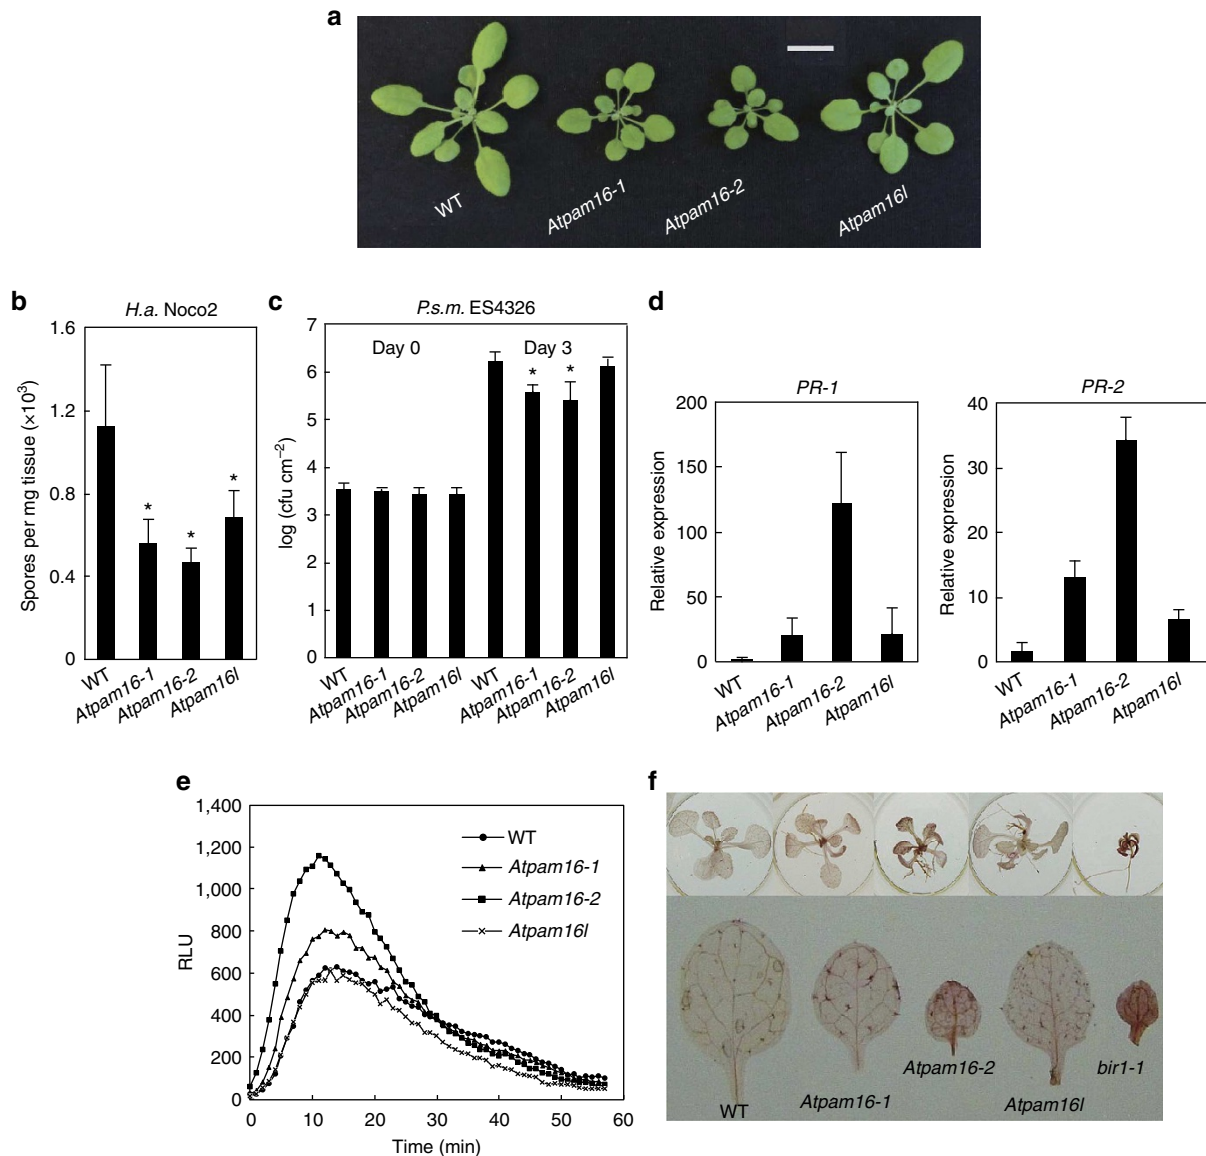 a
WT
Atpam16-1
Atpam16-2
Atpam16l
b
H.a. Noco2
Spores per mg tissue (×10³)
1.6
1.2
0.8
0.4
0
*
*
*
WT
Atpam16-1
Atpam16-2
Atpam16l
c
P.s.m. ES4326
log (cfu cm⁻²)
7
6
5
4
3
2
1
0
Day 0
Day 3
*
*
WT
Atpam16-1
Atpam16-2
Atpam16l
WT
Atpam16-1
Atpam16-2
Atpam16l
d
PR-1
Relative expression
200
150
100
50
0
WT
Atpam16-1
Atpam16-2
Atpam16l
PR-2
Relative expression
40
30
20
10
0
WT
Atpam16-1
Atpam16-2
Atpam16l
e
RLU
1,400
1,200
1,000
800
600
400
200
0
WT
Atpam16-1
Atpam16-2
Atpam16l
0 10 20 30 40 50 60
Time (min)
f
WT
Atpam16-1
Atpam16-2
Atpam16l
bir1-1